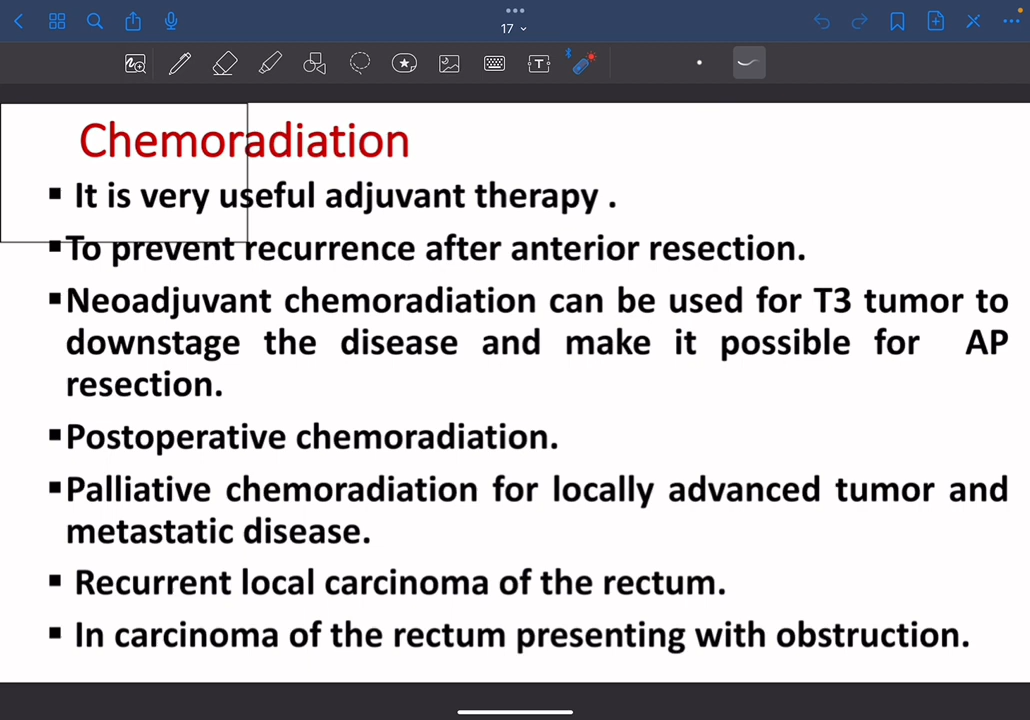 17
Chemoradiation
▪ It is very useful adjuvant therapy .
▪ To prevent recurrence after anterior resection.
▪ Neoadjuvant chemoradiation can be used for T3 tumor to
downstage the disease and make it possible for AP
resection.
▪ Postoperative chemoradiation.
▪ Palliative chemoradiation for locally advanced tumor and
metastatic disease.
▪ Recurrent local carcinoma of the rectum.
▪ In carcinoma of the rectum presenting with obstruction.